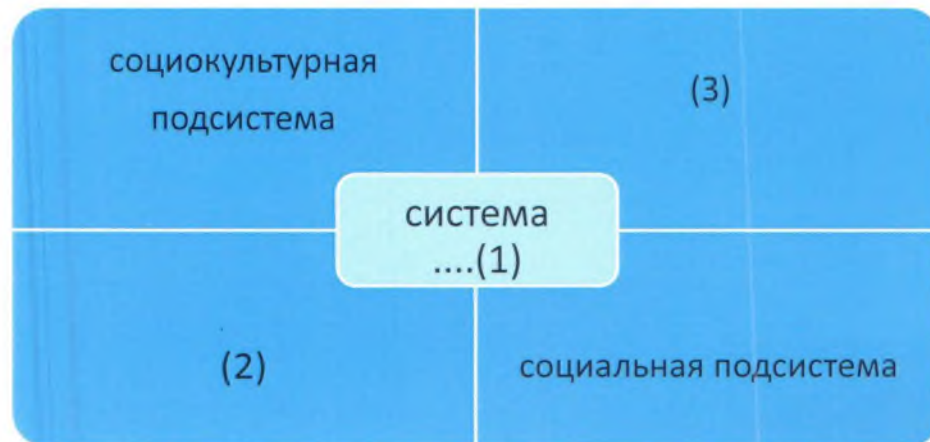 социокультурная
подсистема
(3)
система
....(1)
(2)
социальная подсистема